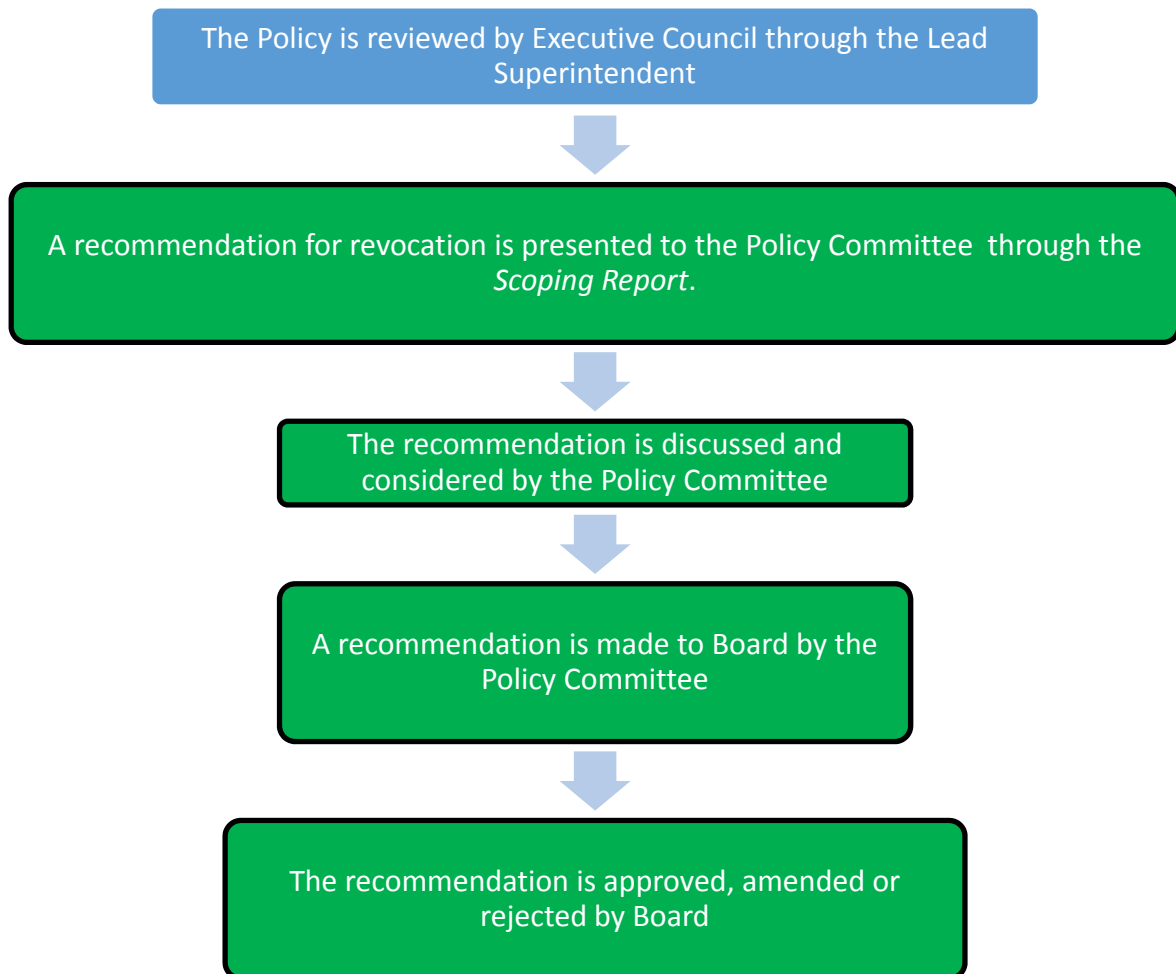 The Policy is reviewed by Executive Council through the Lead
Superintendent
A recommendation for revocation is presented to the Policy Committee  through the
Scoping Report.
The recommendation is discussed and
considered by the Policy Committee
A recommendation is made to Board by the
Policy Committee
The recommendation is approved, amended or
rejected by Board